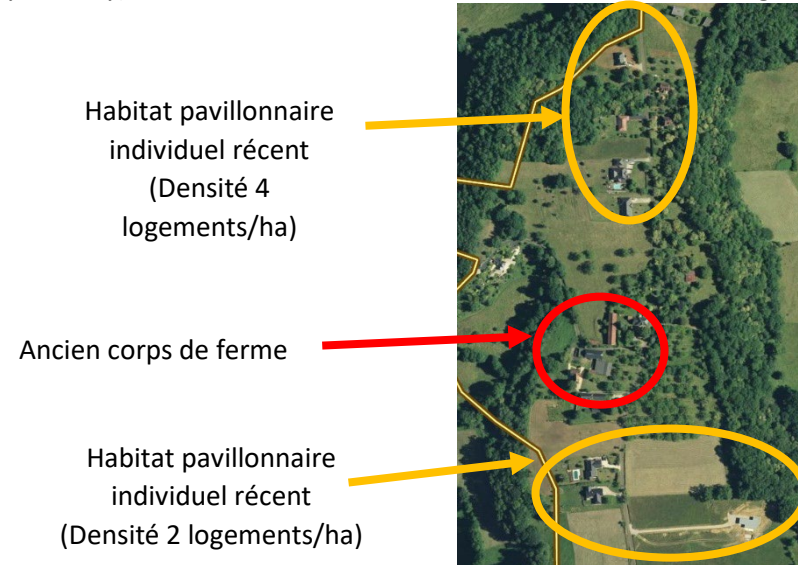 Habitat pavillonnaire
individuel récent
(Densité 4
logements/ha)
Ancien corps de ferme
Habitat pavillonnaire
individuel récent
(Densité 2 logements/ha)